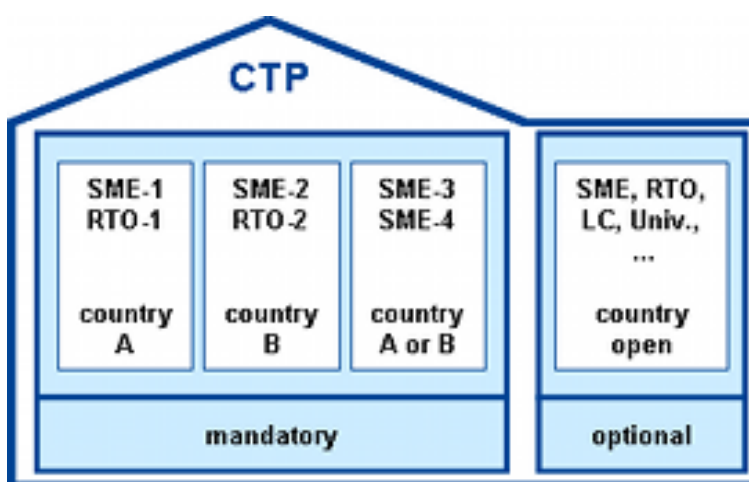 CTP
SME-1
RTO-1
country
A
SME-2
RTO-2
country
B
SME-3
SME-4
country
A or B
SME, RTO,
LC, Univ.,
...
country
open
mandatory
optional